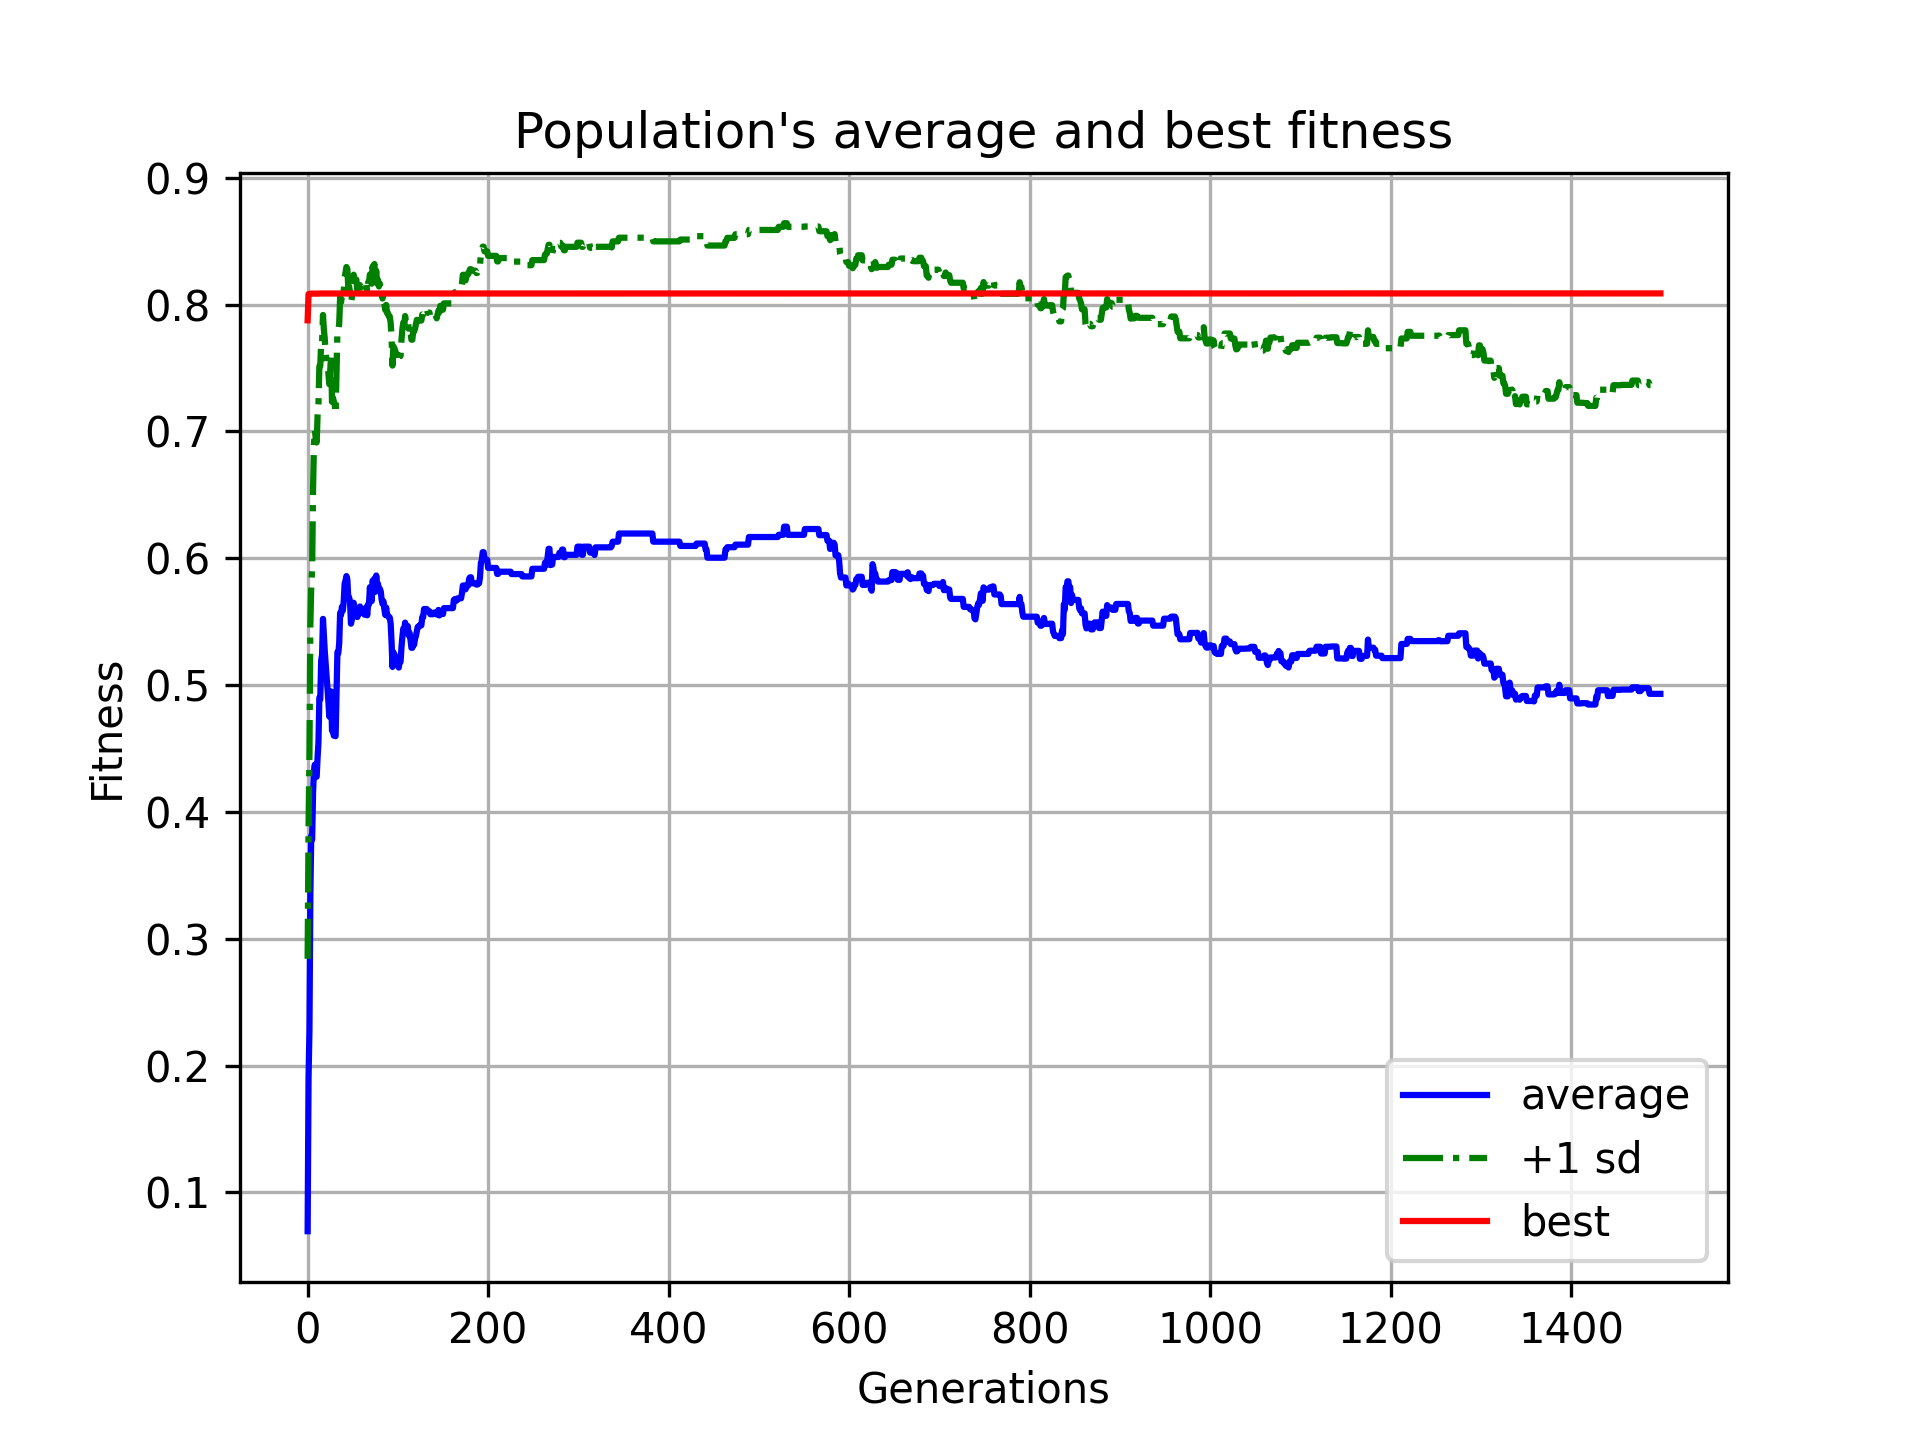 Population's average and best fitness
0.9
0.8
0.7
0.6
0.5
0.4
0.3
0.2
0.1
Fitness
0 200 400 600 800 1000 1200 1400
Generations
average
+1 sd
best